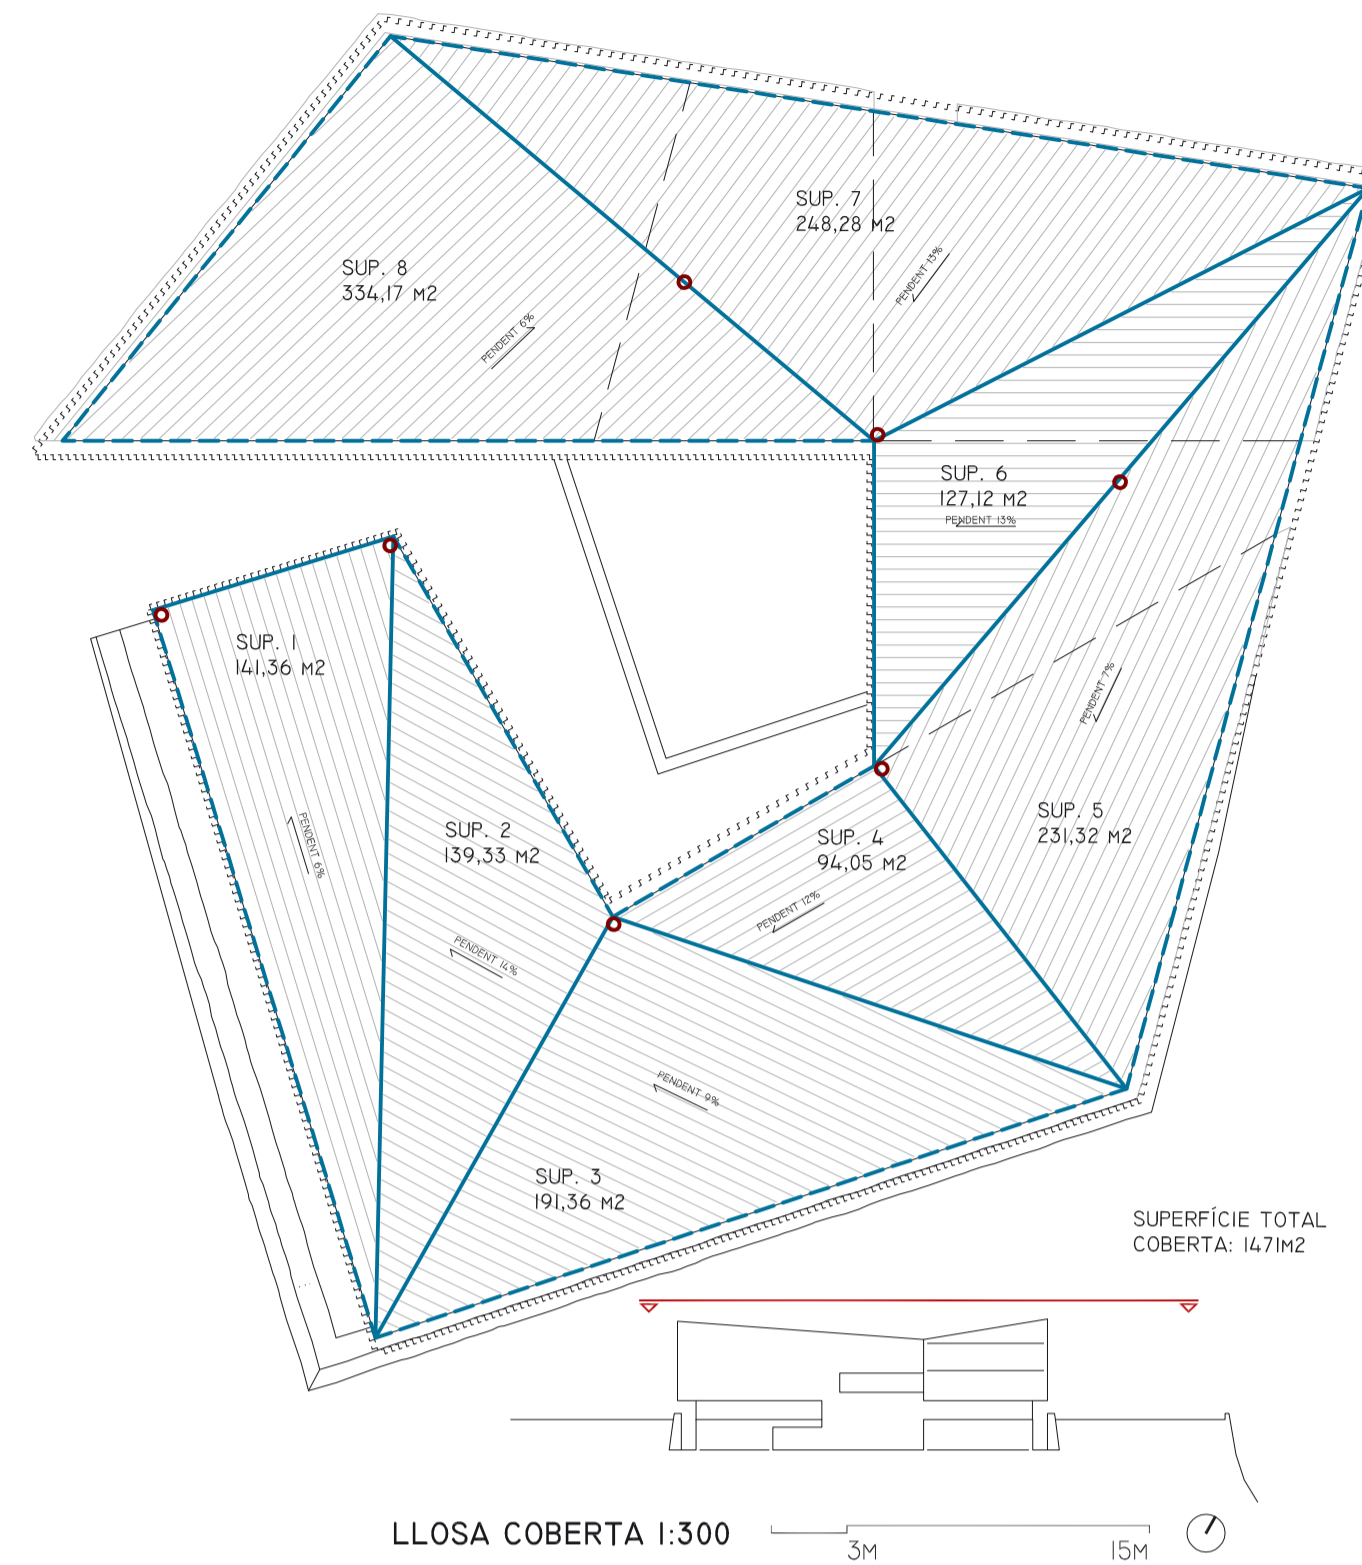 SUP. 7
248,28 M2
PENDENT 13%
SUP. 8
334,17 M2
PENDENT 6%
SUP. 6
127,12 M2
PENDENT 13%
SUP. 1
141,36 M2
PENDENT 6%
PENDENT 7%
SUP. 2
139,33 M2
PENDENT 14%
SUP. 4
94,05 M2
PENDENT 12%
SUP. 5
231,32 M2
PENDENT 9%
SUP. 3
191,36 M2
SUPERFÍCIE TOTAL
COBERTA: 1471M2
LLOSA COBERTA 1:300
3M
15M